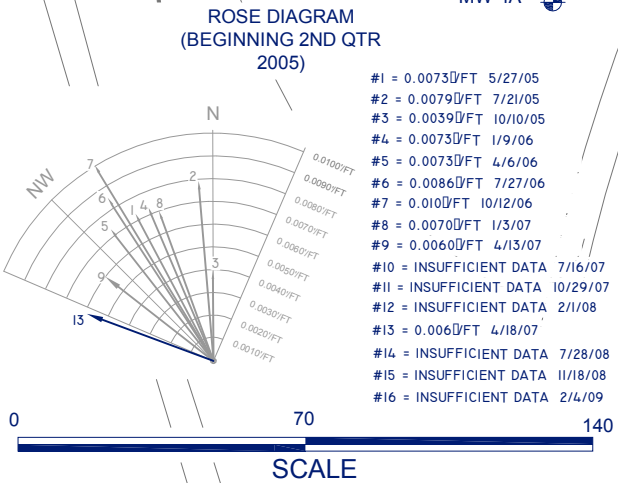 MW-1A
ROSE DIAGRAM
(BEGINNING 2ND QTR
2005)
#1 = 0.0073▯/FT 5/27/05
#2 = 0.0079▯/FT 7/21/05
#3 = 0.0039▯/FT 10/10/05
#4 = 0.0073▯/FT 1/9/06
#5 = 0.0073▯/FT 4/6/06
#6 = 0.0086▯/FT 7/27/06
#7 = 0.010▯/FT 10/12/06
#8 = 0.0070▯/FT 1/3/07
#9 = 0.0060▯/FT 4/13/07
#10 = INSUFFICIENT DATA 7/16/07
#11 = INSUFFICIENT DATA 10/29/07
#12 = INSUFFICIENT DATA 2/1/08
#13 = 0.006▯/FT 4/18/07
#14 = INSUFFICIENT DATA 7/28/08
#15 = INSUFFICIENT DATA 11/18/08
#16 = INSUFFICIENT DATA 2/4/09
N
NW
7
6
1
4
8
2
5
3
9
13
0.0100'/FT
0.0090'/FT
0.0080'/FT
0.0070'/FT
0.0060'/FT
0.0050'/FT
0.0040'/FT
0.0030'/FT
0.0020'/FT
0.0010'/FT
0 70 140
SCALE